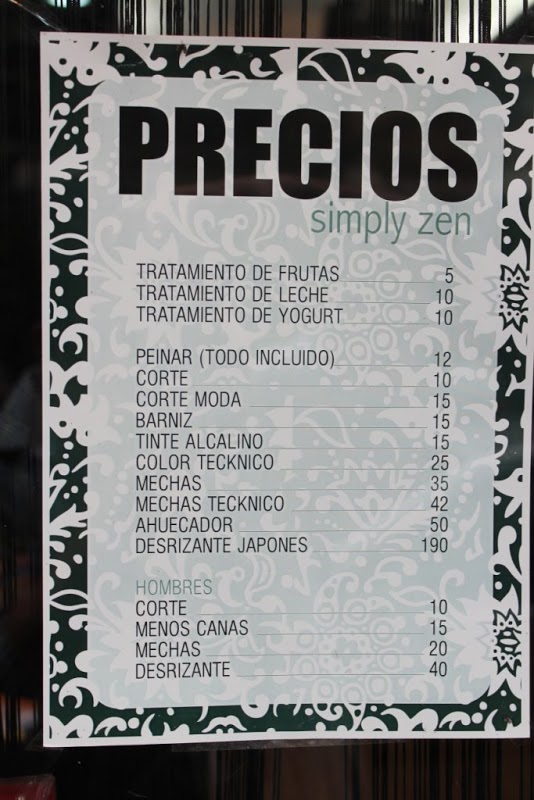 PRECIOS
simply zen
TRATAMIENTO DE FRUTAS 5
TRATAMIENTO DE LECHE 10
TRATAMIENTO DE YOGURT 10
PEINAR (TODO INCLUIDO) 12
CORTE 10
CORTE MODA 15
BARNIZ 15
TINTE ALCALINO 15
COLOR TECKNICO 25
MECHAS 35
MECHAS TECKNICO 42
AHUECADOR 50
DESRIZANTE JAPONES 190
HOMBRES
CORTE 10
MENOS CANAS 15
MECHAS 20
DESRIZANTE 40